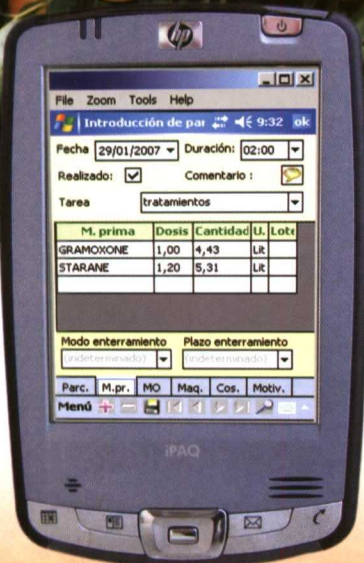 hp
File Zoom Tools Help
Introducción de par 9:32 ok
Fecha 29/01/2007 Duración: 02:00
Realizado: Comentario :
Tarea tratamientos
M. prima Dosis Cantidad U. Lote
GRAMOXONE 1,00 4,43 Lit
STARANE 1,20 5,31 Lit
Modo enterramiento Plazo enterramiento
(indeterminado) (indeterminado)
Parc. M.pr. MO Maq. Cos. Motiv.
Menú
iPAQ